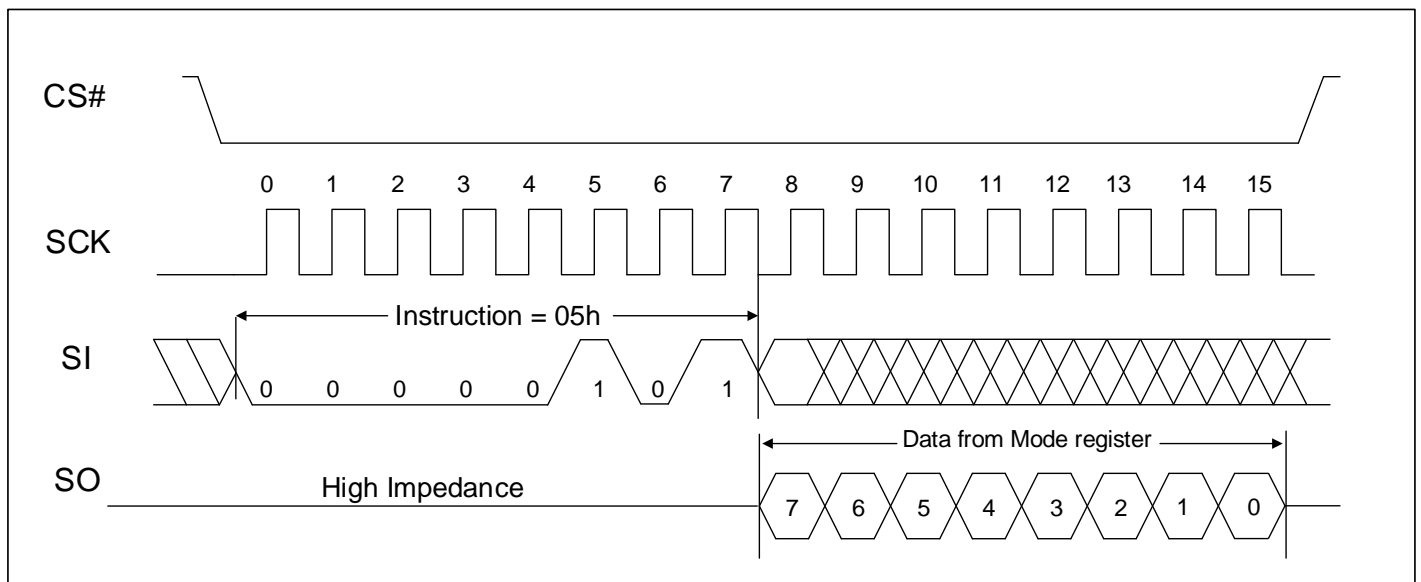 CS#
0 1 2 3 4 5 6 7 8 9 10 11 12 13 14 15
SCK
Instruction = 05h
SI
0 0 0 0 0 1 0 1
Data from Mode register
SO
High Impedance
7 6 5 4 3 2 1 0